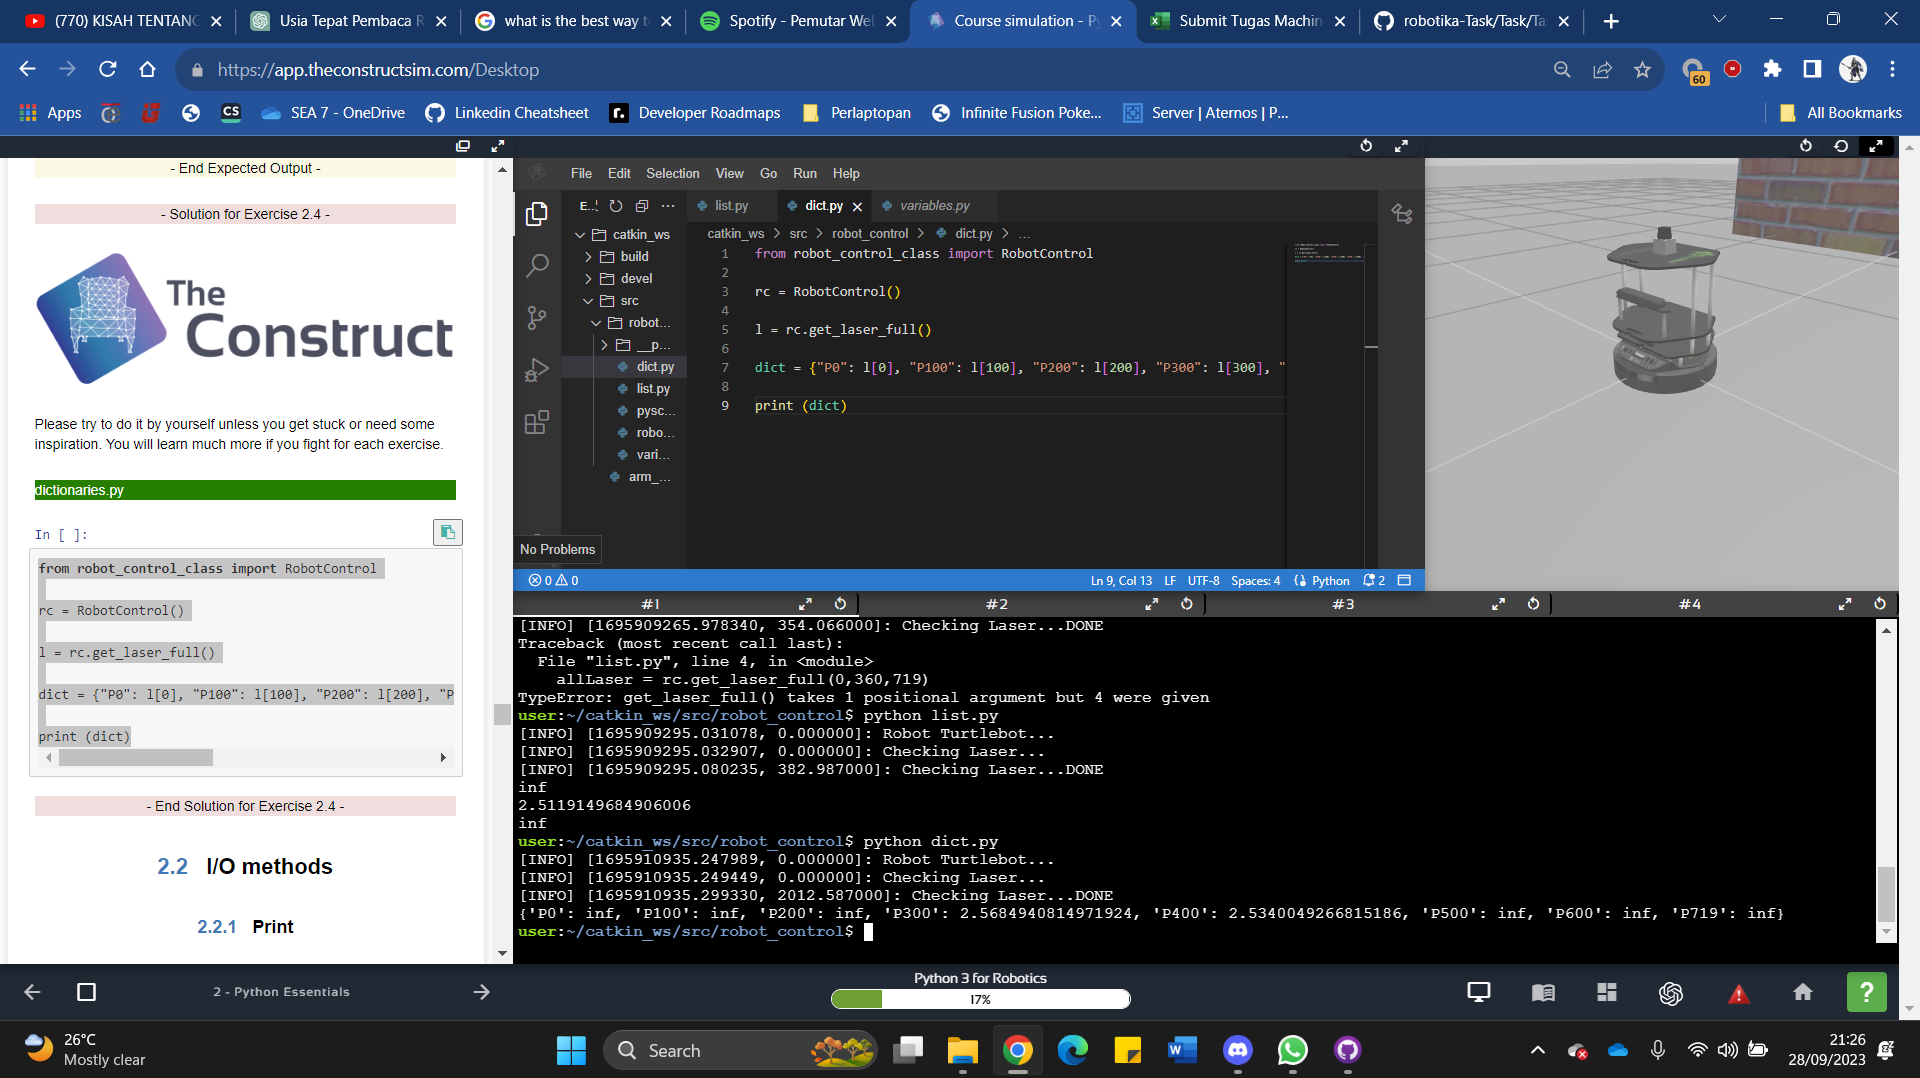 (770) KISAH TENTANG
Usia Tepat Pembaca R
what is the best way to
Spotify - Pemutar Wel
Course simulation - Py
Submit Tugas Machin
robotika-Task/Task/Ta
https://app.theconstructsim.com/Desktop
60
Apps
CS
SEA 7 - OneDrive
Linkedin Cheatsheet
r.
Developer Roadmaps
Perlaptopan
Infinite Fusion Poke...
Server | Aternos | P...
All Bookmarks
- End Expected Output -
- Solution for Exercise 2.4 -
The
Construct
Please try to do it by yourself unless you get stuck or need some
inspiration. You will learn much more if you fight for each exercise.
dictionaries.py
In [ ]:
from robot_control_class import RobotControl
rc = RobotControl()
l = rc.get_laser_full()
dict = {"P0": l[0], "P100": l[100], "P200": l[200], "P
print (dict)
- End Solution for Exercise 2.4 -
2.2 I/O methods
2.2.1 Print
File Edit Selection View Go Run Help
E..
list.py
dict.py
variables.py
catkin_ws
build
devel
src
robot...
__p...
dict.py
list.py
pysc...
robo...
vari...
arm_...
No Problems
catkin_ws > src > robot_control > dict.py > ...
1 from robot_control_class import RobotControl
2
3 rc = RobotControl()
4
5 l = rc.get_laser_full()
6
7 dict = {"P0": l[0], "P100": l[100], "P200": l[200], "P300": l[300], "
8
9 print (dict)
0 0
Ln 9, Col 13 LF UTF-8 Spaces: 4 Python 2
#1 #2 #3 #4
[INFO] [1695909265.978340, 354.066000]: Checking Laser...DONE
Traceback (most recent call last):
File "list.py", line 4, in <module>
allLaser = rc.get_laser_full(0,360,719)
TypeError: get_laser_full() takes 1 positional argument but 4 were given
user:~/catkin_ws/src/robot_control$ python list.py
[INFO] [1695909295.031078, 0.000000]: Robot Turtlebot...
[INFO] [1695909295.032907, 0.000000]: Checking Laser...
[INFO] [1695909295.080235, 382.987000]: Checking Laser...DONE
inf
2.5119149684906006
inf
user:~/catkin_ws/src/robot_control$ python dict.py
[INFO] [1695910935.247989, 0.000000]: Robot Turtlebot...
[INFO] [1695910935.249449, 0.000000]: Checking Laser...
[INFO] [1695910935.299330, 2012.587000]: Checking Laser...DONE
{'P0': inf, 'P100': inf, 'P200': inf, 'P300': 2.5684940814971924, 'P400': 2.5340049266815186, 'P500': inf, 'P600': inf, 'P719': inf}
user:~/catkin_ws/src/robot_control$
2 - Python Essentials
Python 3 for Robotics
17%
?
26°C
Mostly clear
Search
21:26
28/09/2023